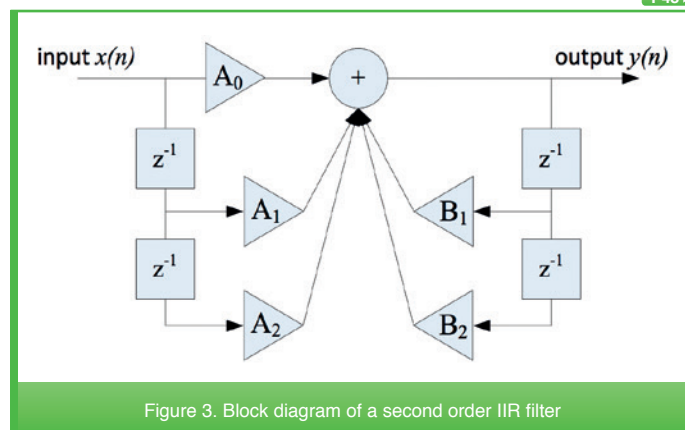 input x(n)
A₀
+
output y(n)
z⁻¹
z⁻¹
A₁
B₁
z⁻¹
z⁻¹
A₂
B₂
Figure 3. Block diagram of a second order IIR filter